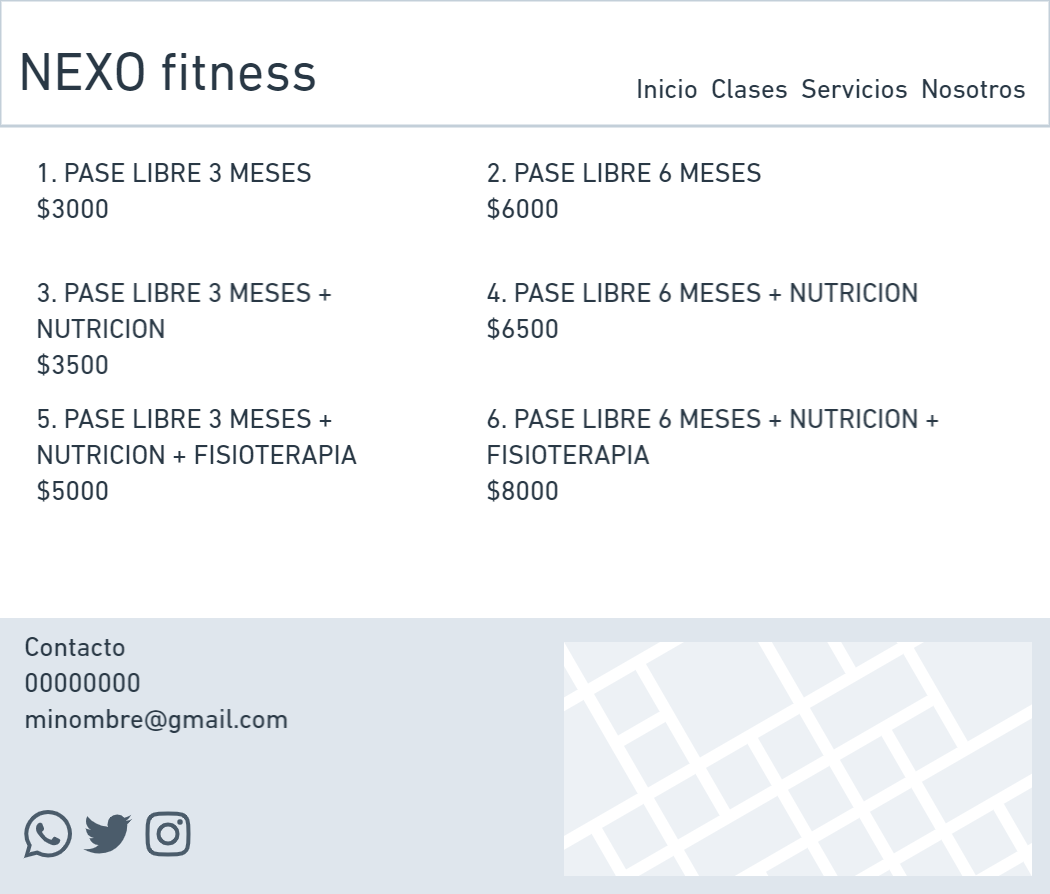 NEXO fitness
Inicio Clases Servicios Nosotros
1. PASE LIBRE 3 MESES
$3000
2. PASE LIBRE 6 MESES
$6000
3. PASE LIBRE 3 MESES +
NUTRICION
$3500
4. PASE LIBRE 6 MESES + NUTRICION
$6500
5. PASE LIBRE 3 MESES +
NUTRICION + FISIOTERAPIA
$5000
6. PASE LIBRE 6 MESES + NUTRICION +
FISIOTERAPIA
$8000
Contacto
00000000
minombre@gmail.com